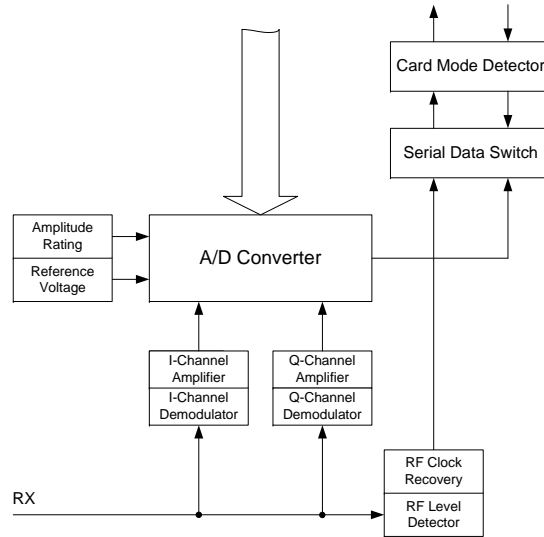 Card Mode Detector
Serial Data Switch
Amplitude
Rating
Reference
Voltage
A/D Converter
I-Channel
Amplifier
I-Channel
Demodulator
Q-Channel
Amplifier
Q-Channel
Demodulator
RF Clock
Recovery
RF Level
Detector
RX